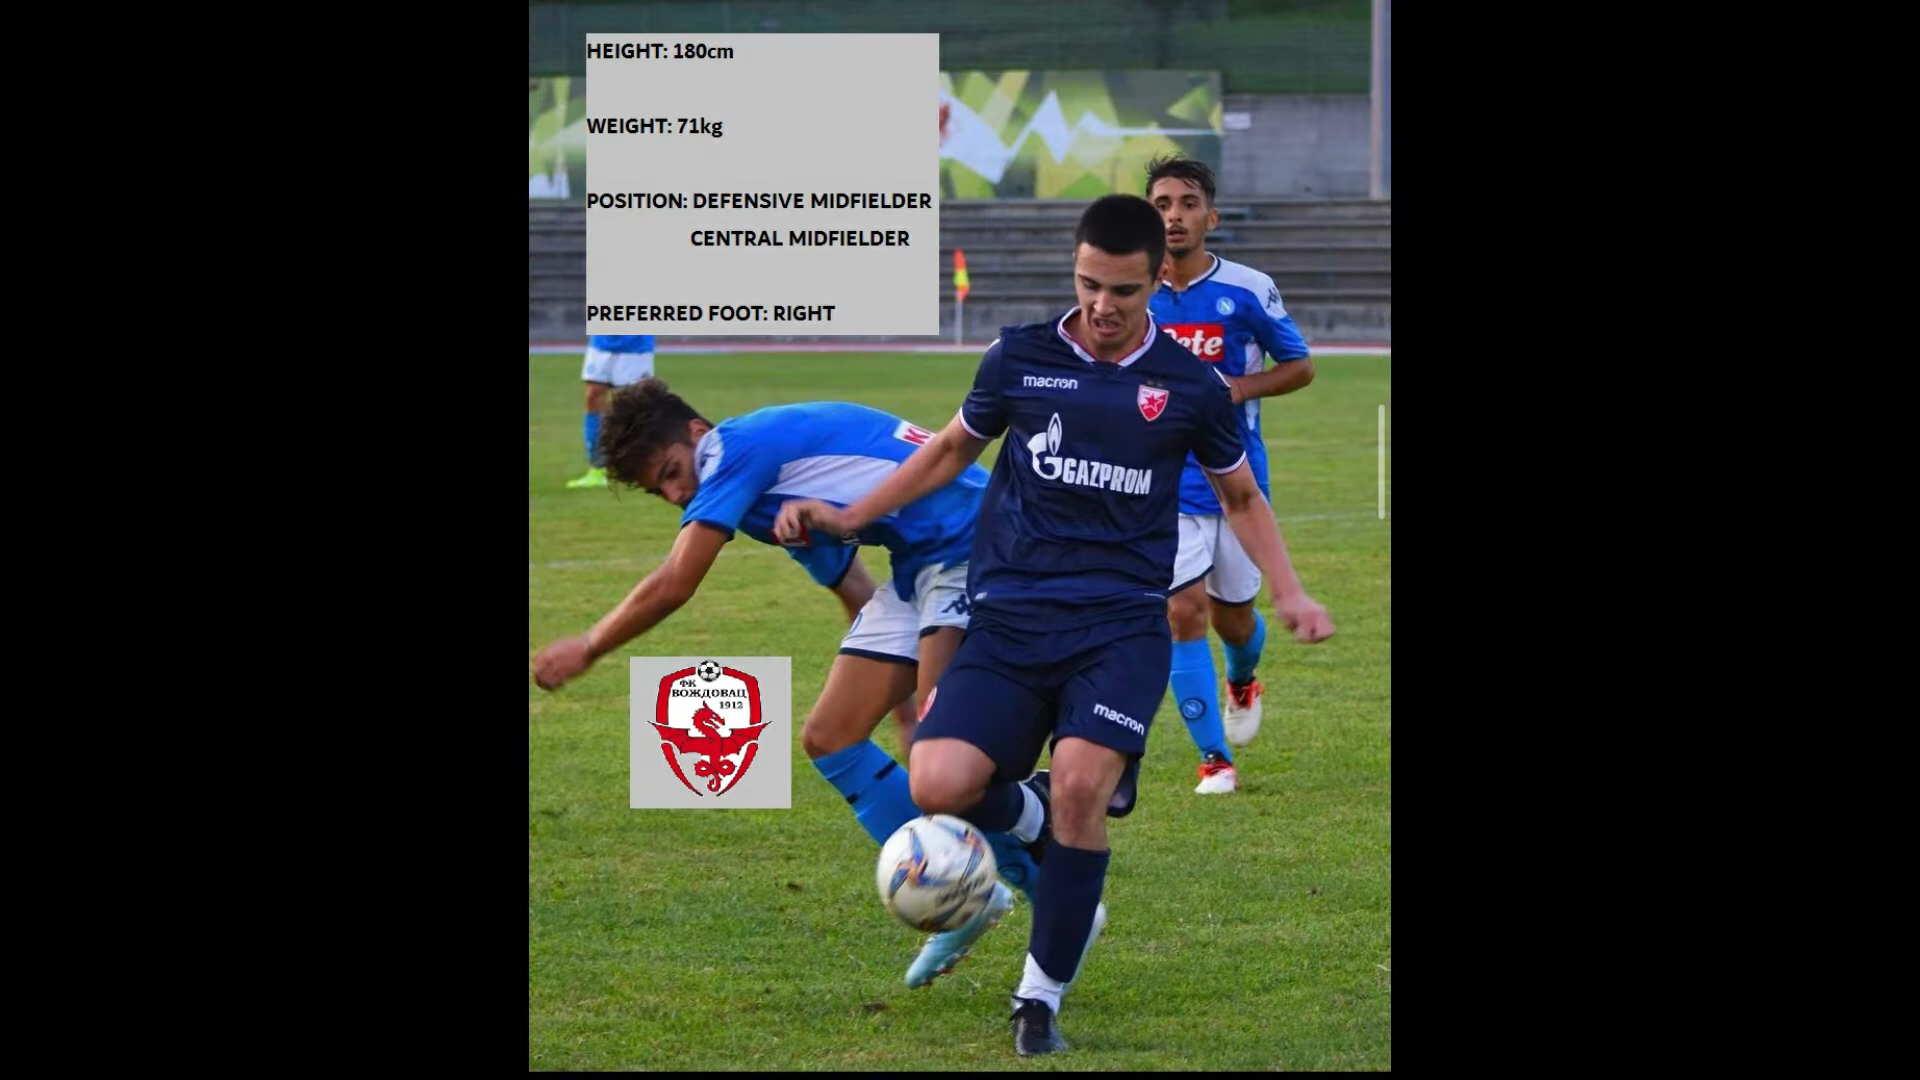 HEIGHT: 180cm
WEIGHT: 71kg
POSITION: DEFENSIVE MIDFIELDER
CENTRAL MIDFIELDER
PREFERRED FOOT: RIGHT
macron
GAZPROM
macron
ФК
ВОЖДОВАЦ
1912